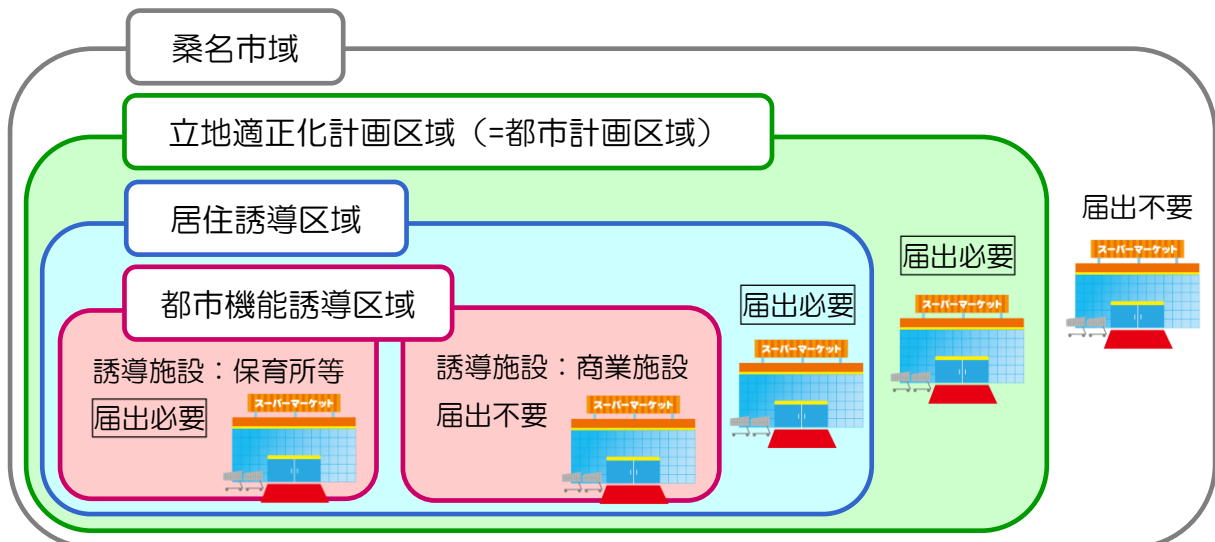 桑名市域
立地適正化計画区域（=都市計画区域）
居住誘導区域
都市機能誘導区域
誘導施設：保育所等
届出必要
スーパーマーケット
誘導施設：商業施設
届出不要
スーパーマーケット
届出必要
スーパーマーケット
届出必要
スーパーマーケット
届出不要
スーパーマーケット